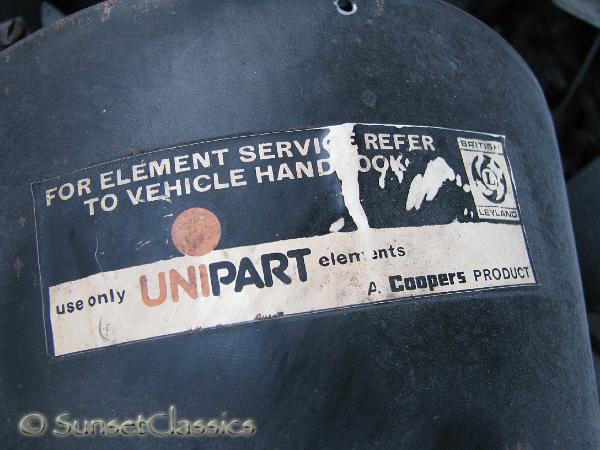 FOR ELEMENT SERVICE REFER
TO VEHICLE HANDBOOK
BRITISH
L
LEYLAND
use only UNIPART elements
A Coopers PRODUCT
© SunsetClassics